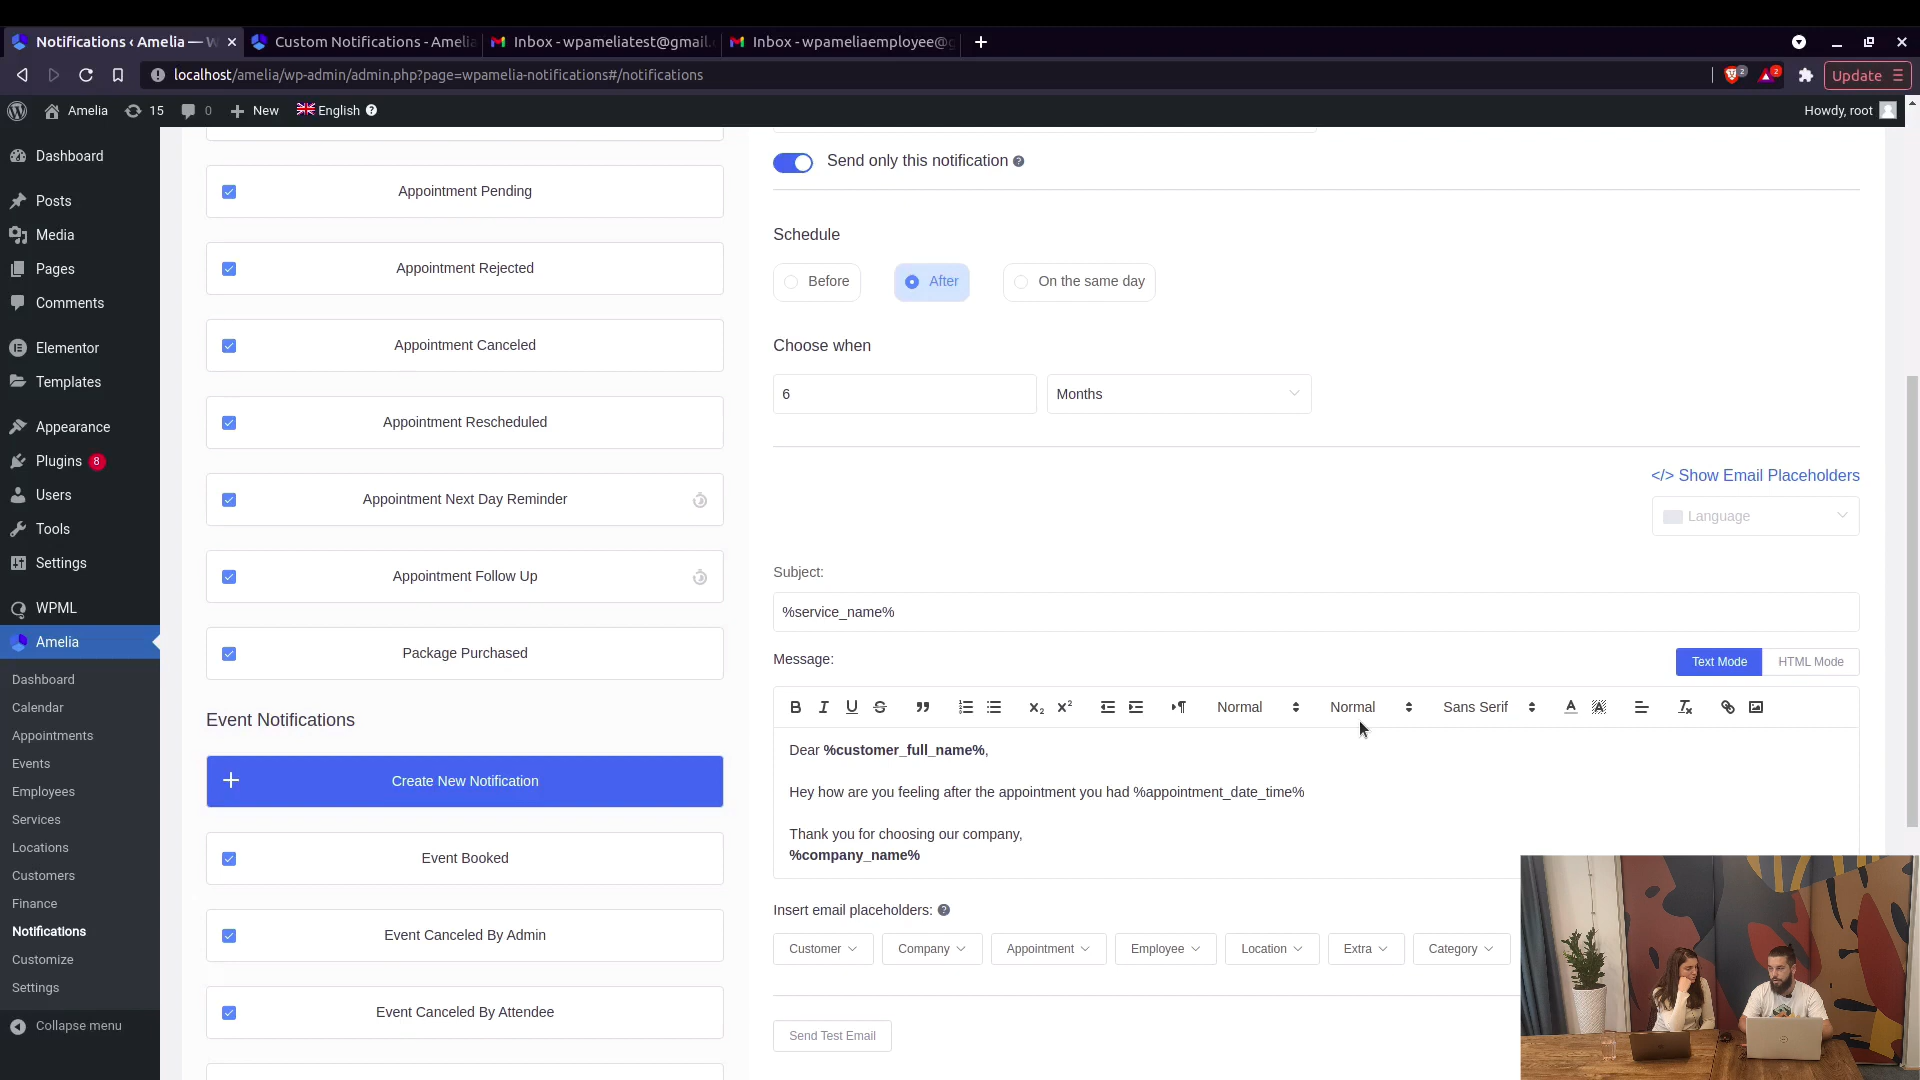 Notifications ‹ Amelia — W
Custom Notifications - Amelia
Inbox - wpameliatest@gmail.
Inbox - wpameliaemployee@g
localhost/amelia/wp-admin/admin.php?page=wpamelia-notifications#/notifications
2
2
Update
Amelia
15
0
New
English
Howdy, root
Dashboard
Posts
Media
Pages
Comments
Elementor
Templates
Appearance
Plugins 8
Users
Tools
Settings
WPML
Amelia
Dashboard
Calendar
Appointments
Events
Employees
Services
Locations
Customers
Finance
Notifications
Customize
Settings
Collapse menu
Appointment Pending
Appointment Rejected
Appointment Canceled
Appointment Rescheduled
Appointment Next Day Reminder
Appointment Follow Up
Package Purchased
Event Notifications
Create New Notification
Event Booked
Event Canceled By Admin
Event Canceled By Attendee
Send only this notification
Schedule
Before
After
On the same day
Choose when
6
Months
</> Show Email Placeholders
Language
Subject:
%service_name%
Message:
Text Mode
HTML Mode
Normal
Normal
Sans Serif
Dear %customer_full_name%,
Hey how are you feeling after the appointment you had %appointment_date_time%
Thank you for choosing our company,
%company_name%
Insert email placeholders:
Customer
Company
Appointment
Employee
Location
Extra
Category
Send Test Email